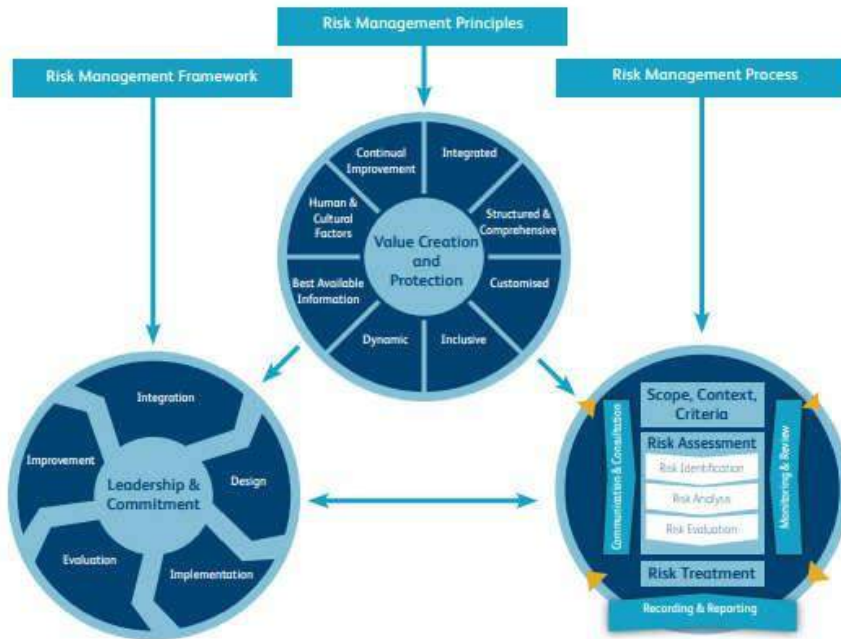 Risk Management Principles
Risk Management Framework
Risk Management Process
Continual
Improvement
Integrated
Human &
Cultural
Factors
Structured &
Comprehensive
Value Creation
and
Protection
Best Available
Information
Customised
Dynamic
Inclusive
Integration
Improvement
Design
Leadership &
Commitment
Evaluation
Implementation
Scope, Context,
Criteria
Risk Assessment
Risk Identification
Risk Analysis
Risk Evaluation
Communication & Consultation
Monitoring & Review
Risk Treatment
Recording & Reporting